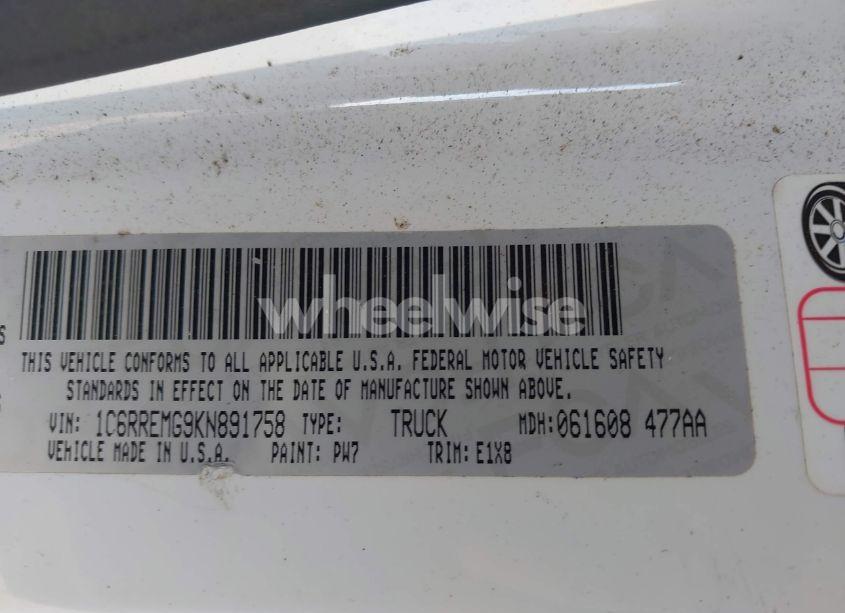 wheelwise
THIS VEHICLE CONFORMS TO ALL APPLICABLE U.S.A. FEDERAL MOTOR VEHICLE SAFETY
STANDARDS IN EFFECT ON THE DATE OF MANUFACTURE SHOWN ABOVE.
VIN: 1C6RREMG9KN891758 TYPE: TRUCK MDH: 061608 477AA
VEHICLE MADE IN U.S.A. PAINT: PW7 TRIM: E1X8